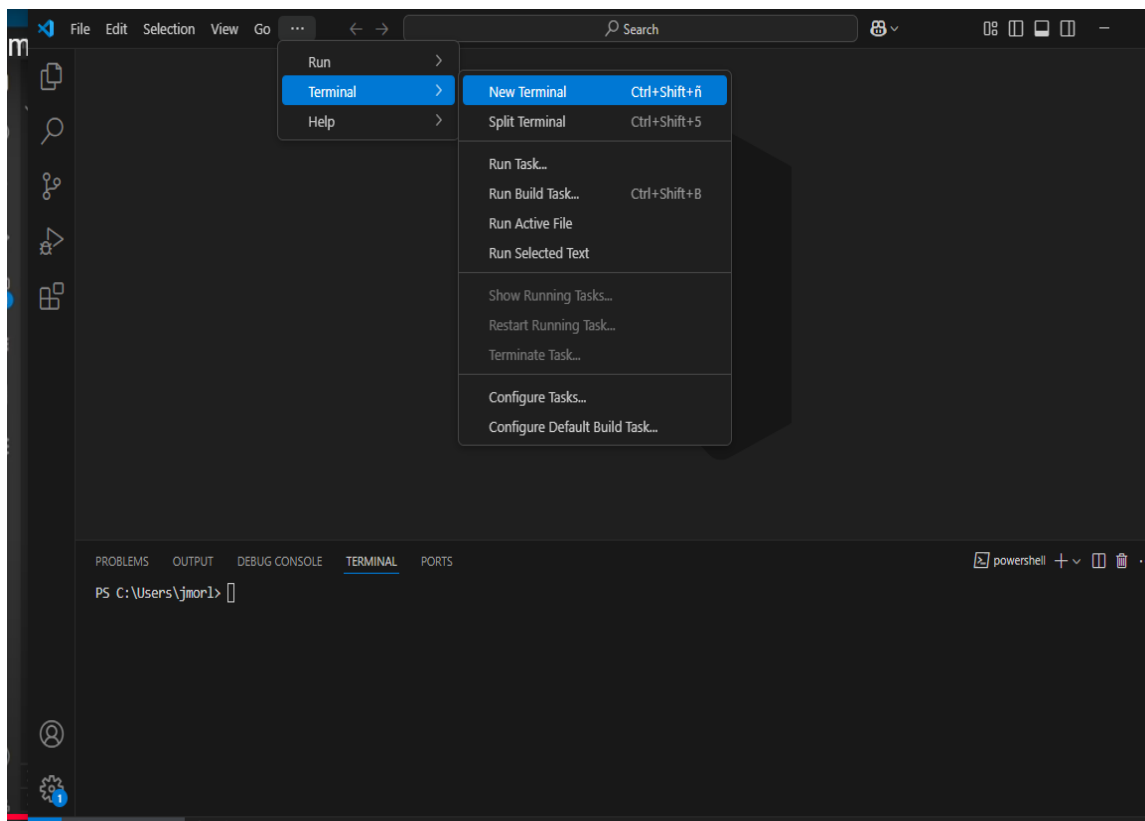 File Edit Selection View Go ··· Search
m
Run
Terminal
Help
New Terminal Ctrl+Shift+ñ
Split Terminal Ctrl+Shift+5
Run Task...
Run Build Task... Ctrl+Shift+B
Run Active File
Run Selected Text
Show Running Tasks...
Restart Running Task...
Terminate Task...
Configure Tasks...
Configure Default Build Task...
PROBLEMS OUTPUT DEBUG CONSOLE TERMINAL PORTS powershell
PS C:\Users\jmorl>
1